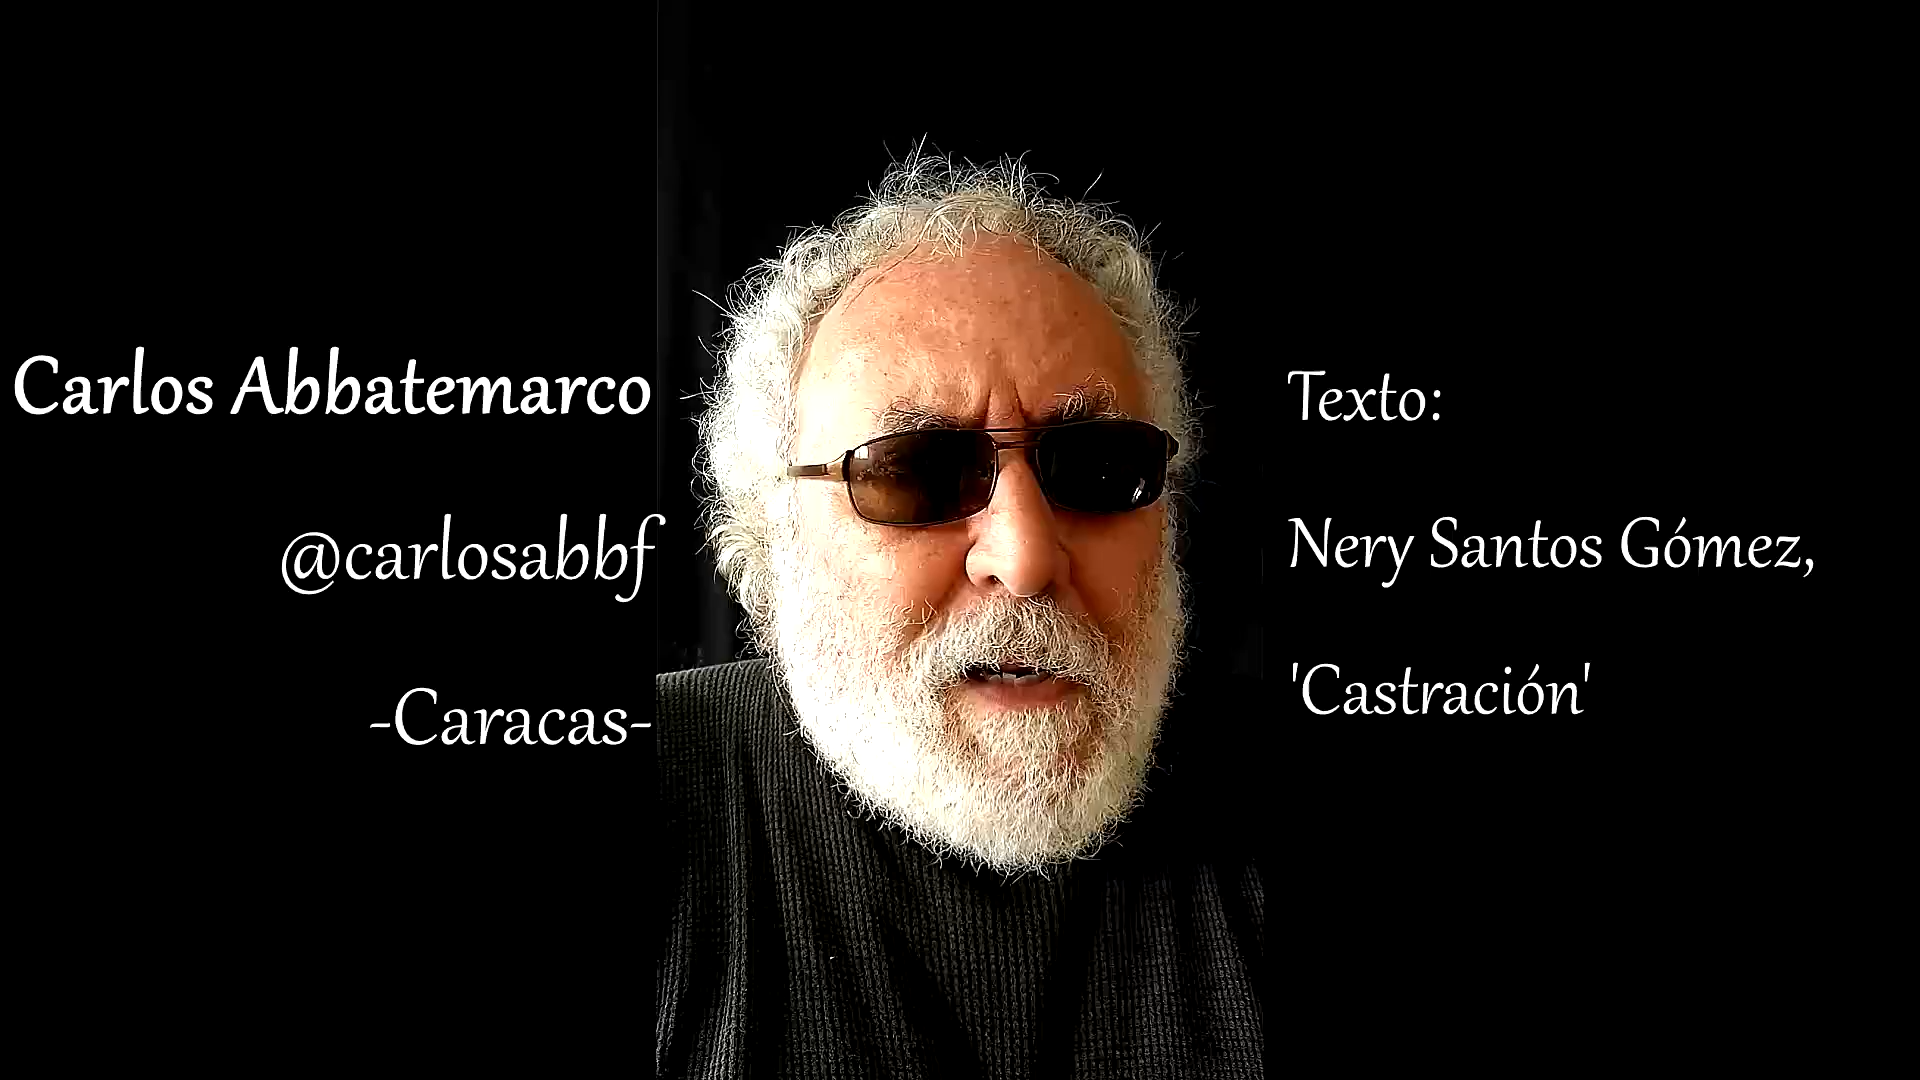 Carlos Abbatemarco
@carlosabbf
-Caracas-
Texto:
Nery Santos Gómez,
'Castración'